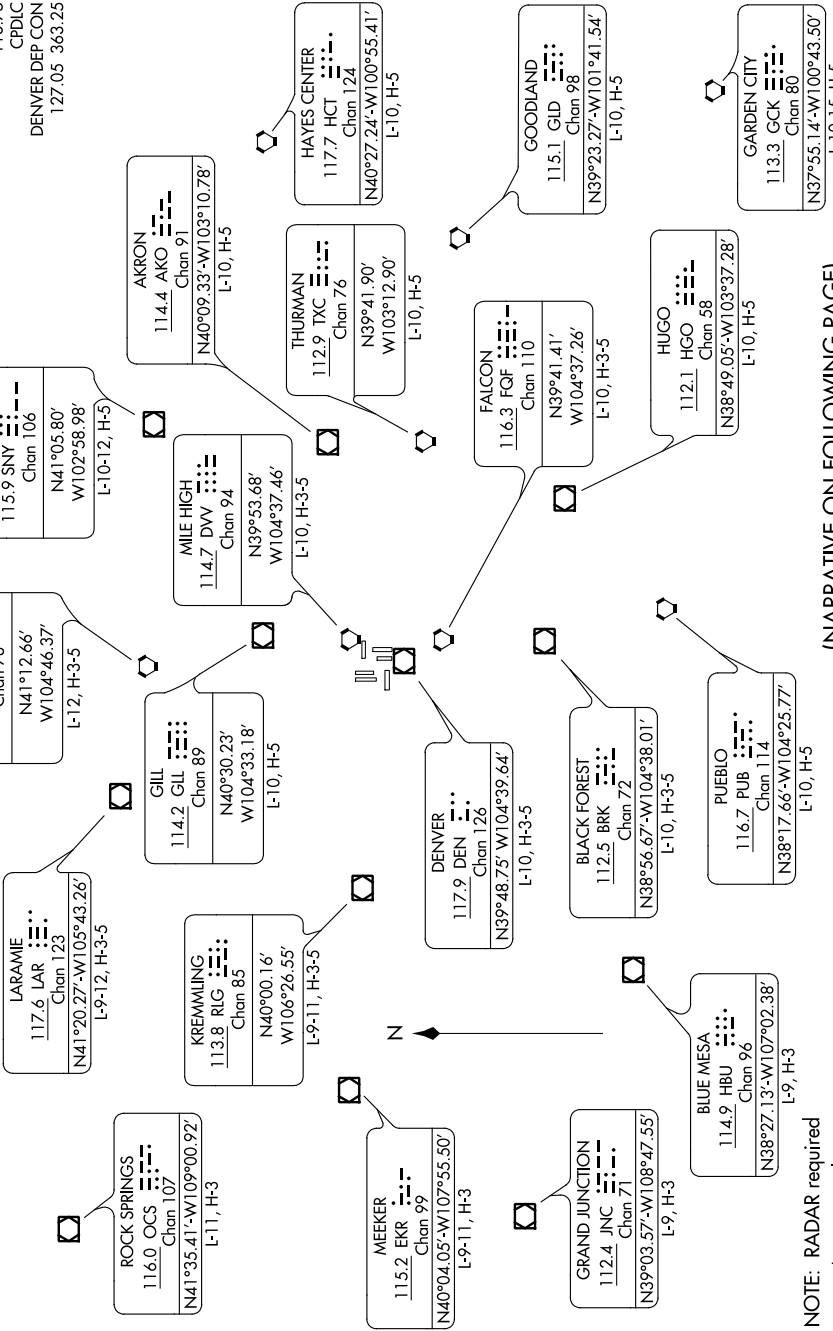 CPDLC
DENVER DEP CON
127.05 363.25
115.9 SNY
Chan 106
N41°05.80′
W102°58.98′
L-10-12, H-5
N41°12.66′
W104°46.37′
L-12, H-3-5
LARAMIE
117.6 LAR
Chan 123
N41°20.27′-W105°43.26′
L-9-12, H-3-5
ROCK SPRINGS
116.0 OCS
Chan 107
N41°35.41′-W109°00.92′
L-11, H-3
GILL
114.2 GLL
Chan 89
N40°30.23′
W104°33.18′
L-10, H-5
AKRON
114.4 AKO
Chan 91
N40°09.33′-W103°10.78′
L-10, H-5
HAYES CENTER
117.7 HCT
Chan 124
N40°27.24′-W100°55.41′
L-10, H-5
KREMMLING
113.8 RLG
Chan 85
N40°00.16′
W106°26.55′
L-9-11, H-3-5
MILE HIGH
114.7 DVV
Chan 94
N39°53.68′
W104°37.46′
L-10, H-3-5
THURMAN
112.9 TXC
Chan 76
N39°41.90′
W103°12.90′
L-10, H-5
N
MEEKER
115.2 EKR
Chan 99
N40°04.05′-W107°55.50′
L-9-11, H-3
DENVER
117.9 DEN
Chan 126
N39°48.75′ W104°39.64′
L-10, H-3-5
FALCON
116.3 FQF
Chan 110
N39°41.41′
W104°37.26′
L-10, H-3-5
GOODLAND
115.1 GLD
Chan 98
N39°23.27′-W101°41.54′
L-10, H-5
GRAND JUNCTION
112.4 JNC
Chan 71
N39°03.57′-W108°47.55′
L-9, H-3
BLACK FOREST
112.5 BRK
Chan 72
N38°56.67′-W104°38.01′
L-10, H-3-5
HUGO
112.1 HGO
Chan 58
N38°49.05′-W103°37.28′
L-10, H-5
BLUE MESA
114.9 HBU
Chan 96
N38°27.13′-W107°02.38′
L-9, H-3
PUEBLO
116.7 PUB
Chan 114
N38°17.66′-W104°25.77′
L-10, H-5
GARDEN CITY
113.3 GCK
Chan 80
N37°55.14′-W100°43.50′
L-10-15, H-5
NOTE: RADAR required
(NARRATIVE ON FOLLOWING PAGE)